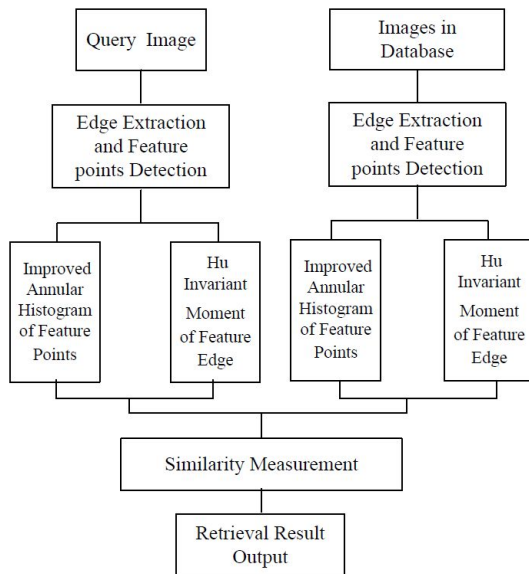 Query Image
Images in
Database
Edge Extraction
and Feature
points Detection
Edge Extraction
and Feature
points Detection
Improved
Annular
Histogram
of Feature
Points
Hu
Invariant
Moment
of Feature
Edge
Improved
Annular
Histogram
of Feature
Points
Hu
Invariant
Moment
of Feature
Edge
Similarity Measurement
Retrieval Result
Output